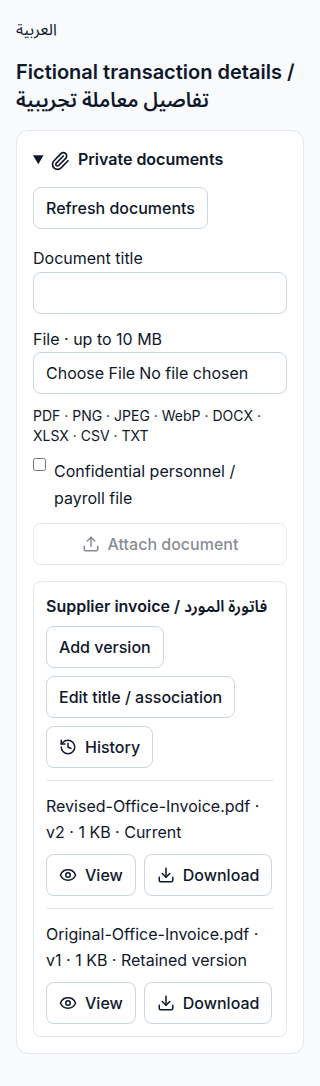 العربية
Fictional transaction details /
تفاصيل معاملة تجريبية
Private documents
Refresh documents
Document title
File · up to 10 MB
Choose File No file chosen
PDF · PNG · JPEG · WebP · DOCX ·
XLSX · CSV · TXT
Confidential personnel /
payroll file
Attach document
Supplier invoice / فاتورة المورد
Add version
Edit title / association
History
Revised-Office-Invoice.pdf ·
v2 · 1 KB · Current
View Download
Original-Office-Invoice.pdf ·
v1 · 1 KB · Retained version
View Download